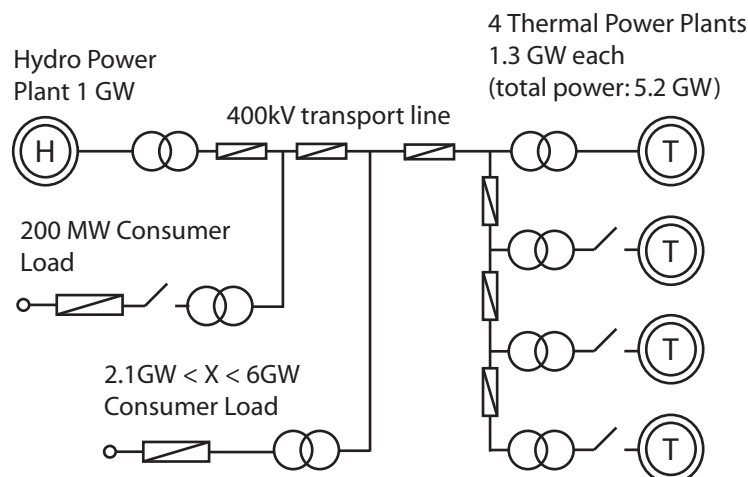 4 Thermal Power Plants
1.3 GW each
(total power: 5.2 GW)
Hydro Power
Plant 1 GW
400kV transport line
H
T
200 MW Consumer
Load
T
T
2.1GW < X < 6GW
Consumer Load
T